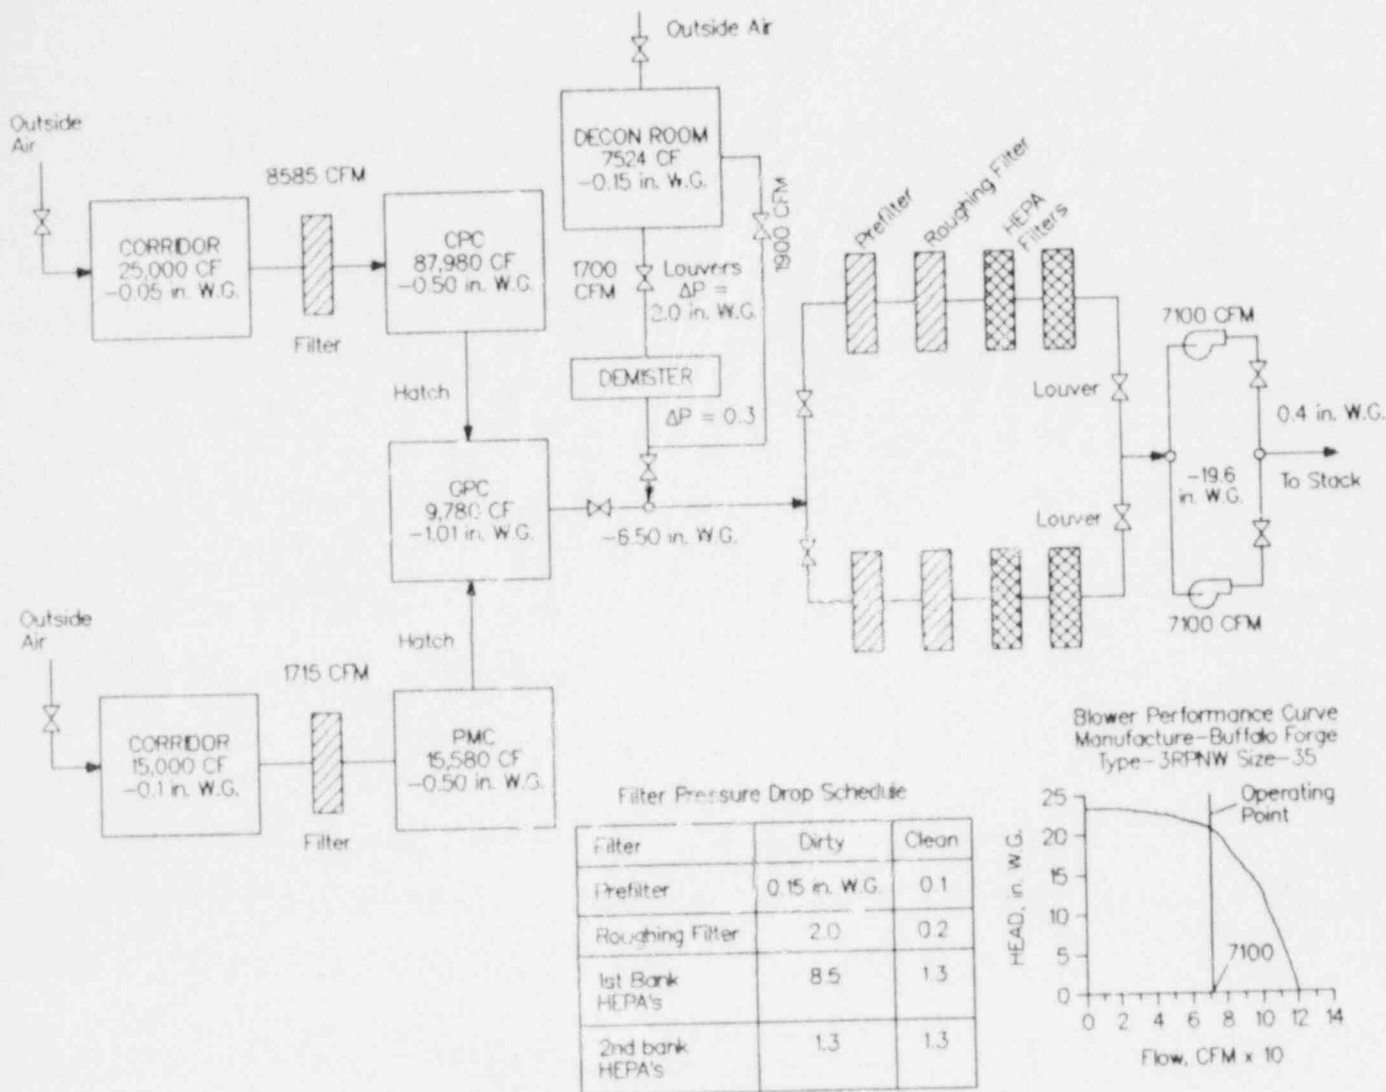 Outside Air
Outside
Air
8585 CFM
CORRIDOR
25,000 CF
-0.05 in. W.G.
Filter
CPC
87,980 CF
-0.50 in. W.G.
Hatch
DECON ROOM
7524 CF
-0.15 in. W.G.
1900 CFM
1700
CFM
Louvers
ΔP =
2.0 in. W.G.
DEMISTER
ΔP = 0.3
GPC
9,780 CF
-1.01 in. W.G.
-6.50 in. W.G.
Prefilter
Roughing Filter
HEPA
Filters
Louver
Louver
7100 CFM
0.4 in. W.G.
-19.6
in. W.G.
To Stack
7100 CFM
Outside
Air
1715 CFM
Hatch
CORRIDOR
15,000 CF
-0.1 in. W.G.
Filter
PMC
15,580 CF
-0.50 in. W.G.
Filter Pressure Drop Schedule
Filter Dirty Clean
Prefilter 0.15 in. W.G. 0.1
Roughing Filter 2.0 0.2
1st Bank
HEPA's 8.5 1.3
2nd bank
HEPA's 1.3 1.3
Blower Performance Curve
Manufacture-Buffalo Forge
Type-3RPNW Size-35
Operating
Point
HEAD, in. W.G.
25
20
15
10
5
0
7100
0 2 4 6 8 10 12 14
Flow, CFM x 10